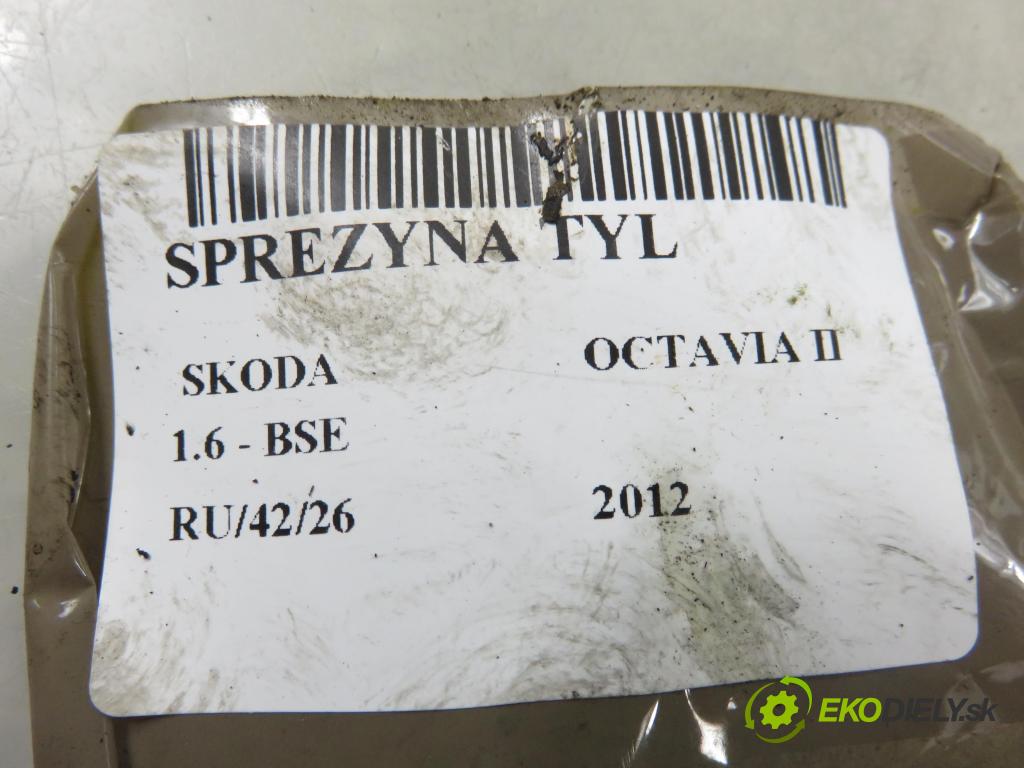 SPREZYNA TYL
SKODA OCTAVIA II
1.6 - BSE
RU/42/26 2012
EKODIELY.sk